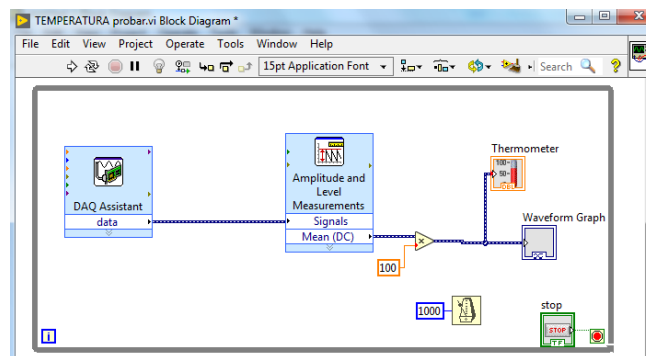 TEMPERATURA probar.vi Block Diagram *
File Edit View Project Operate Tools Window Help
15pt Application Font Search
DAQ Assistant
data
Amplitude and
Level
Measurements
Signals
Mean (DC)
Thermometer
100-
50-
DBL
Waveform Graph
100
1000
stop
STOP
TF
i